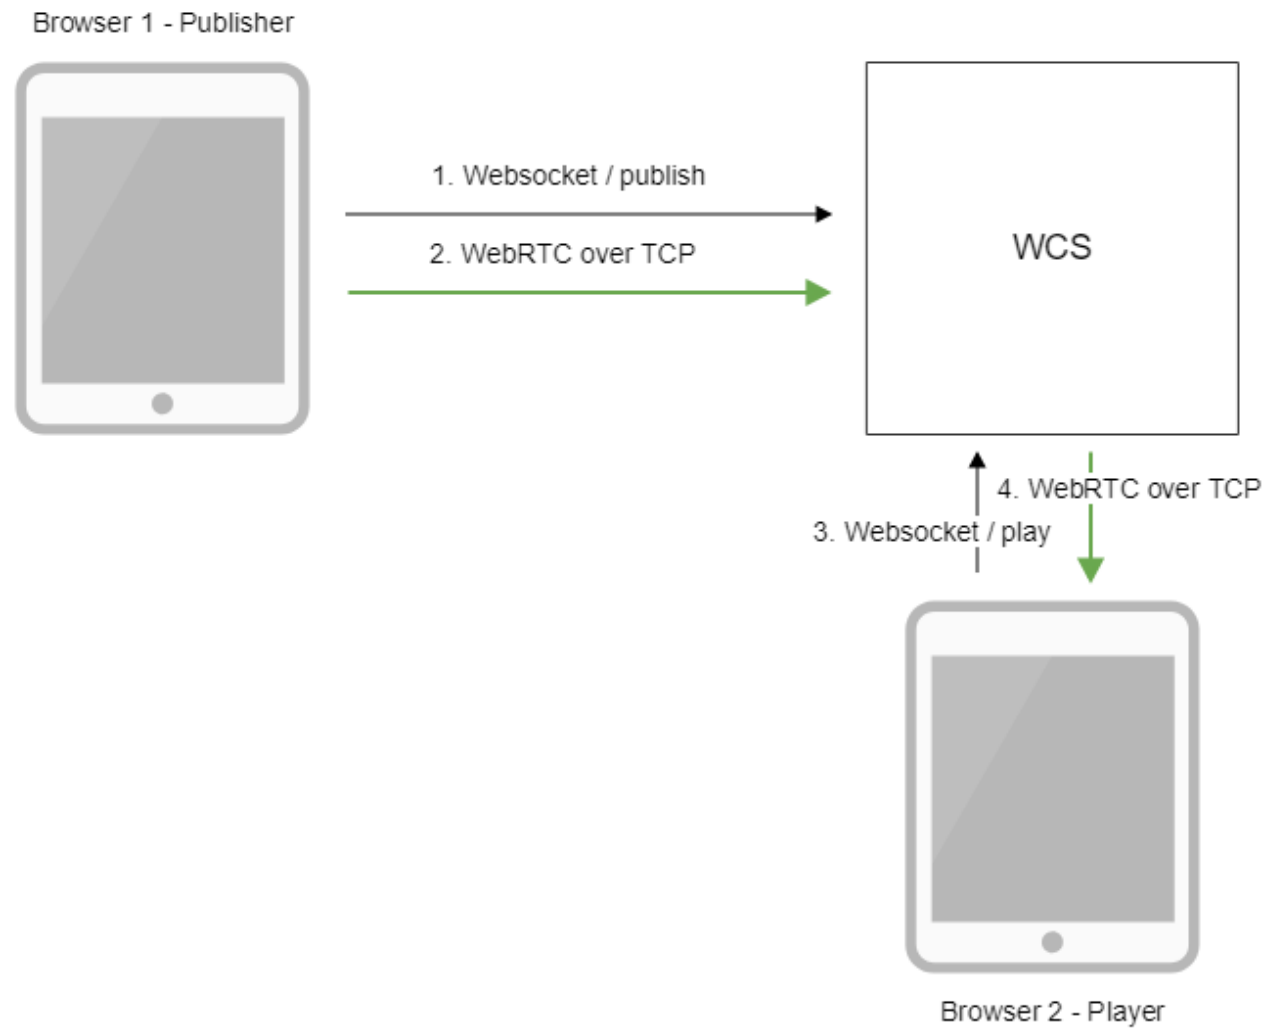 Browser 1 - Publisher
1. Websocket / publish
2. WebRTC over TCP
WCS
4. WebRTC over TCP
3. Websocket / play
Browser 2 - Player